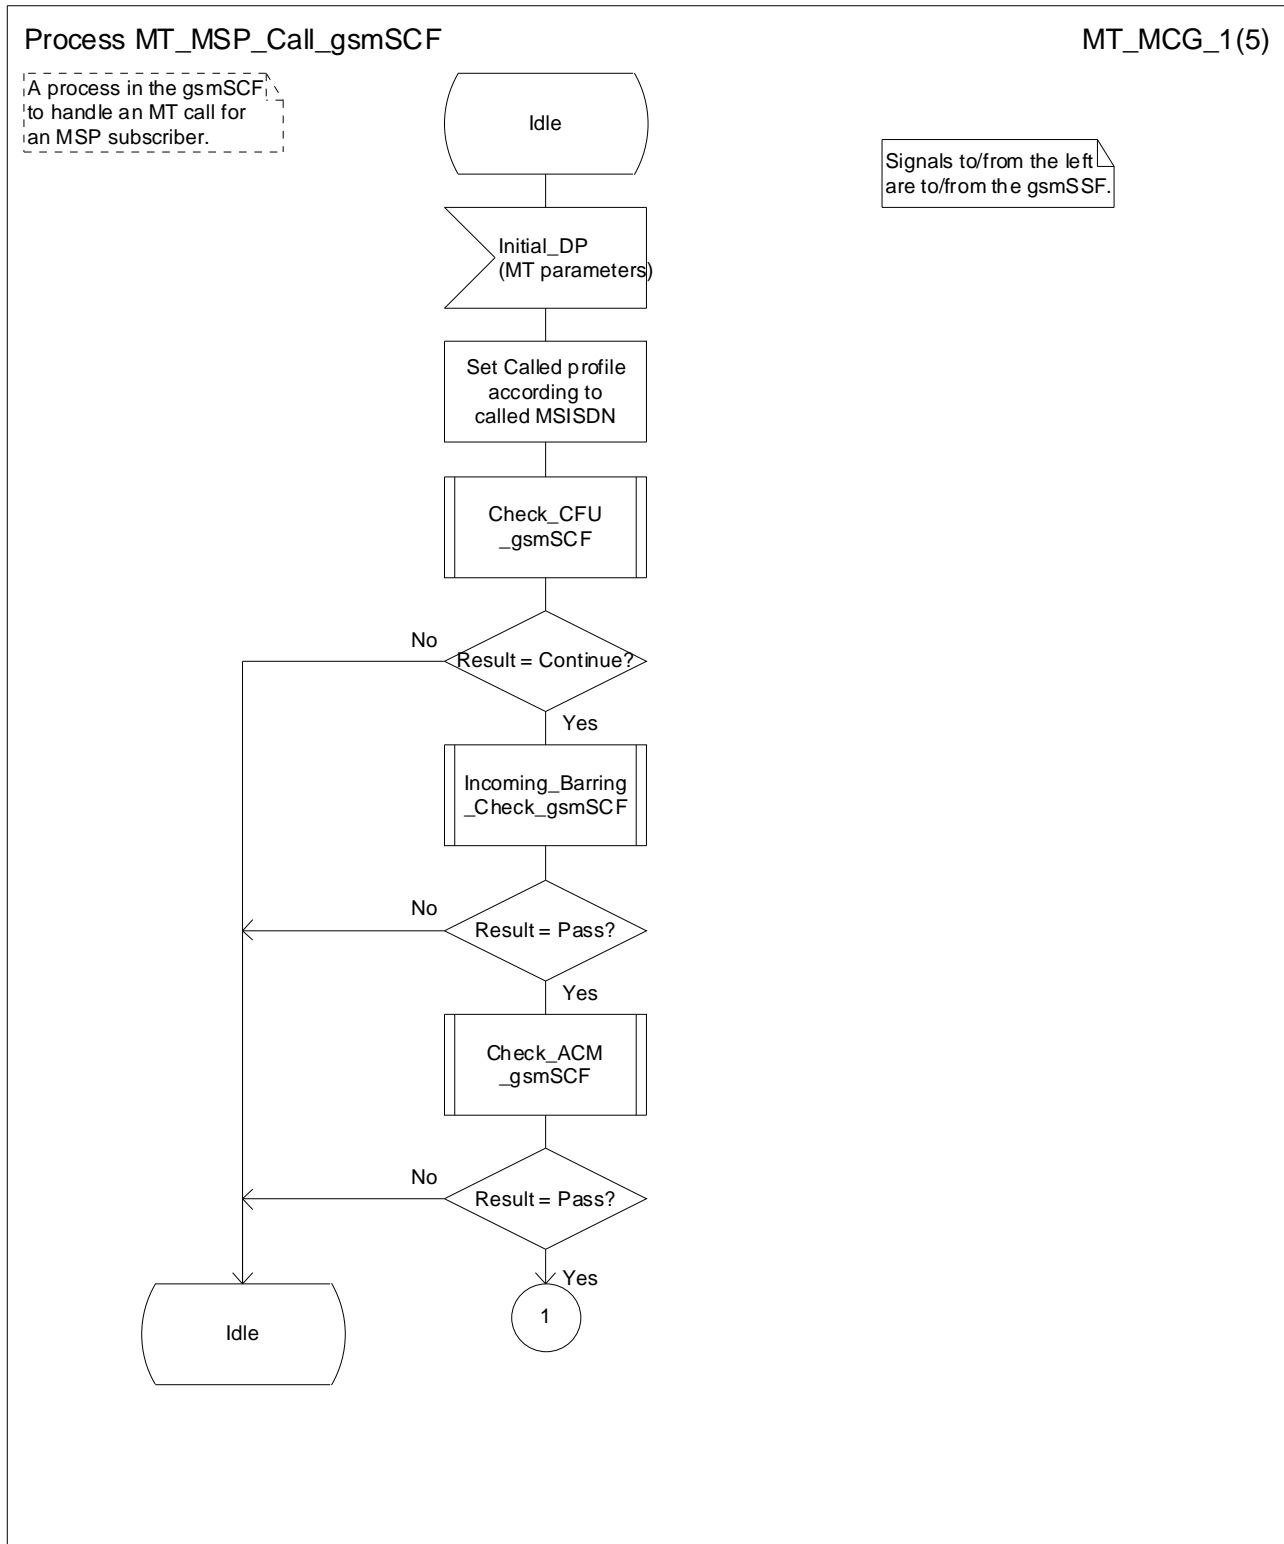 Process MT_MSP_Call_gsmSCF
MT_MCG_1(5)
A process in the gsmSCF
to handle an MT call for
an MSP subscriber.
Idle
Signals to/from the left
are to/from the gsmSSF.
Initial_DP
(MT parameters)
Set Called profile
according to
called MSISDN
Check_CFU
_gsmSCF
No
Result = Continue?
Yes
Incoming_Barring
_Check_gsmSCF
No
Result = Pass?
Yes
Check_ACM
_gsmSCF
No
Result = Pass?
Yes
1
Idle